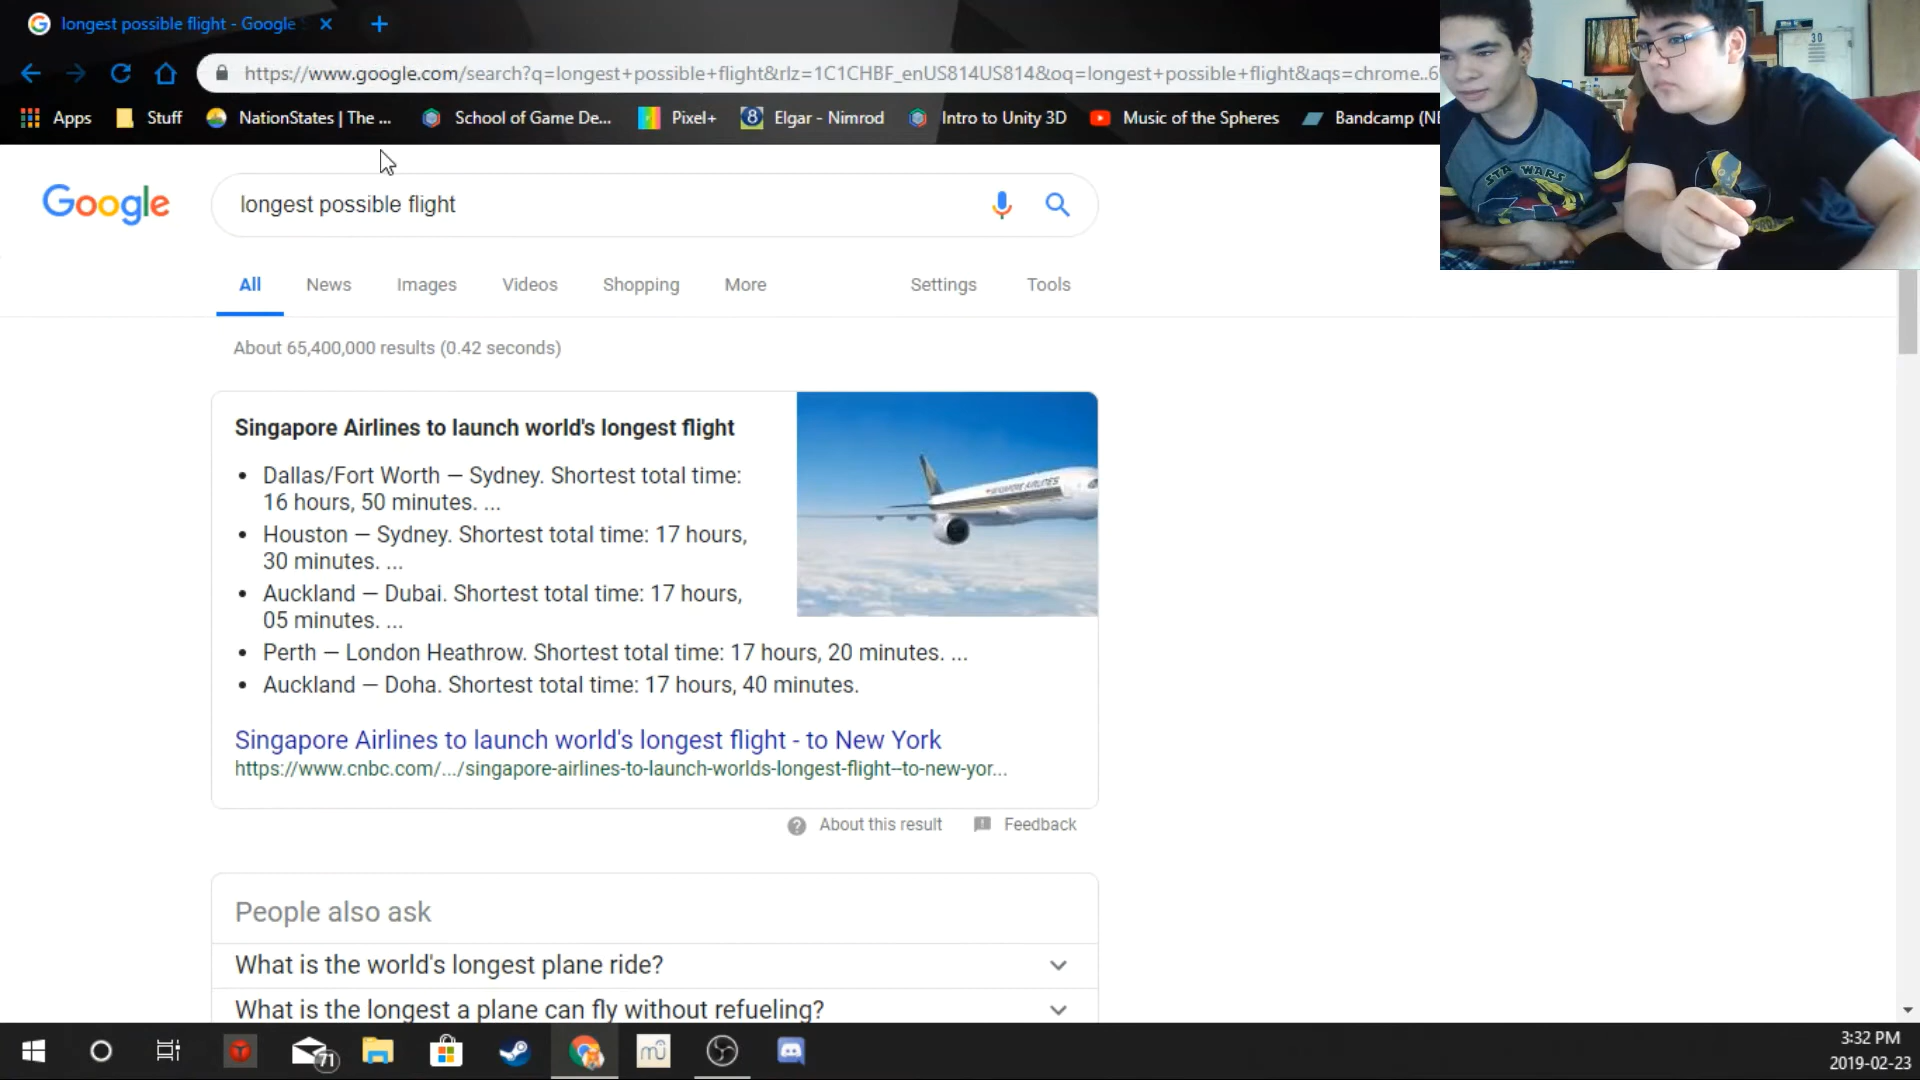 longest possible flight - Google
https://www.google.com/search?q=longest+possible+flight&rlz=1C1CHBF_enUS814US814&oq=longest+possible+flight&aqs=chrome..6
Apps Stuff NationStates | The ... School of Game De... Pixel+ Elgar - Nimrod Intro to Unity 3D Music of the Spheres Bandcamp (NE
STAR WARS
30
Google
longest possible flight
All News Images Videos Shopping More Settings Tools
About 65,400,000 results (0.42 seconds)
Singapore Airlines to launch world's longest flight
• Dallas/Fort Worth — Sydney. Shortest total time:
16 hours, 50 minutes. ...
• Houston — Sydney. Shortest total time: 17 hours,
30 minutes. ...
• Auckland — Dubai. Shortest total time: 17 hours,
05 minutes. ...
• Perth — London Heathrow. Shortest total time: 17 hours, 20 minutes. ...
• Auckland — Doha. Shortest total time: 17 hours, 40 minutes.
SINGAPORE AIRLINES
Singapore Airlines to launch world's longest flight - to New York
https://www.cnbc.com/.../singapore-airlines-to-launch-worlds-longest-flight--to-new-yor...
About this result Feedback
People also ask
What is the world's longest plane ride?
What is the longest a plane can fly without refueling?
71
mü
3:32 PM
2019-02-23